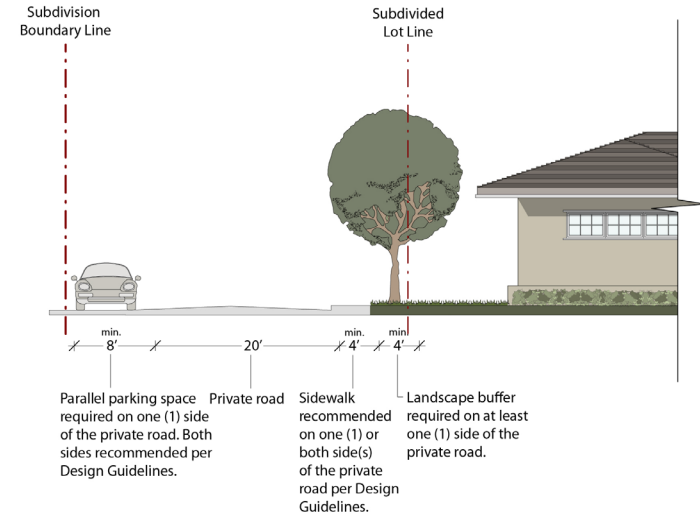 Subdivision
Boundary Line
Subdivided
Lot Line
min.
8’
20’
min.
4’
min.
4’
Parallel parking space
required on one (1) side
of the private road. Both
sides recommended per
Design Guidelines.
Private road
Sidewalk
recommended
on one (1) or
both side(s)
of the private
road per Design
Guidelines.
Landscape buffer
required on at least
one (1) side of the
private road.